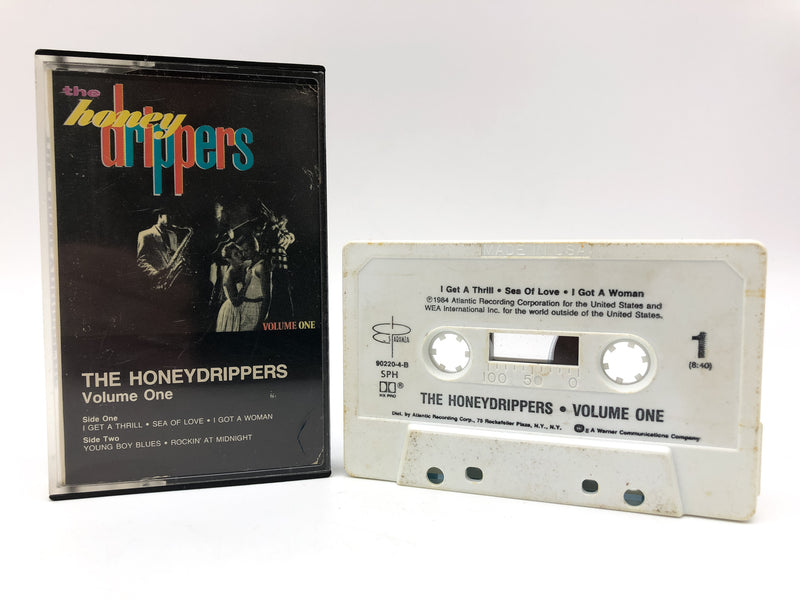 the
honey
drippers
VOLUME ONE
THE HONEYDRIPPERS
Volume One
Side One
I GET A THRILL • SEA OF LOVE • I GOT A WOMAN
Side Two
YOUNG BOY BLUES • ROCKIN' AT MIDNIGHT
MADE IN U.S.A.
I Get A Thrill • Sea Of Love • I Got A Woman
℗1984 Atlantic Recording Corporation for the United States and
WEA International Inc. for the world outside of the United States.
ESPARANZA
90220-4-B
SPH
HX PRO
100 50 0
1
(8:40)
THE HONEYDRIPPERS • VOLUME ONE
Dist. by Atlantic Recording Corp., 75 Rockefeller Plaza, N.Y., N.Y.
A Warner Communications Company